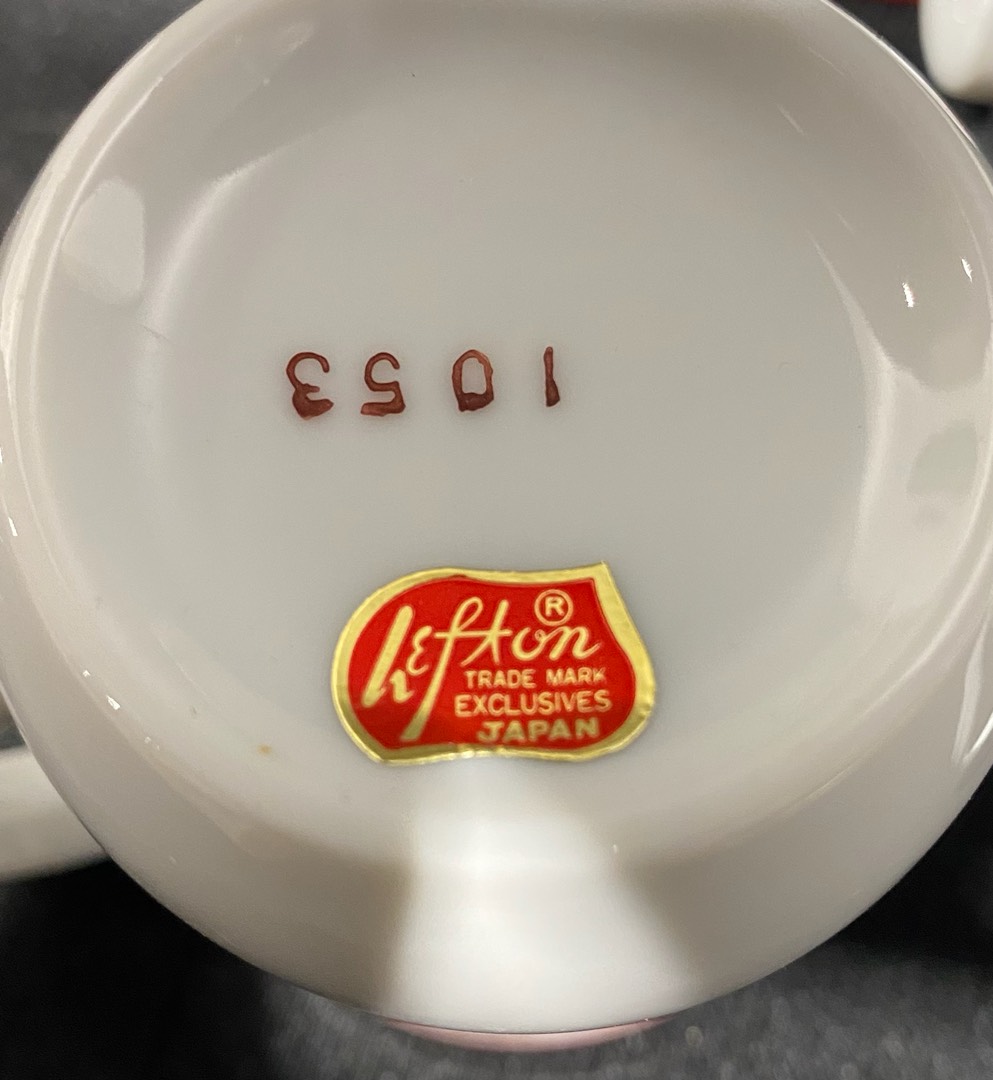 1053
Lefton ®
TRADE MARK
EXCLUSIVES
JAPAN